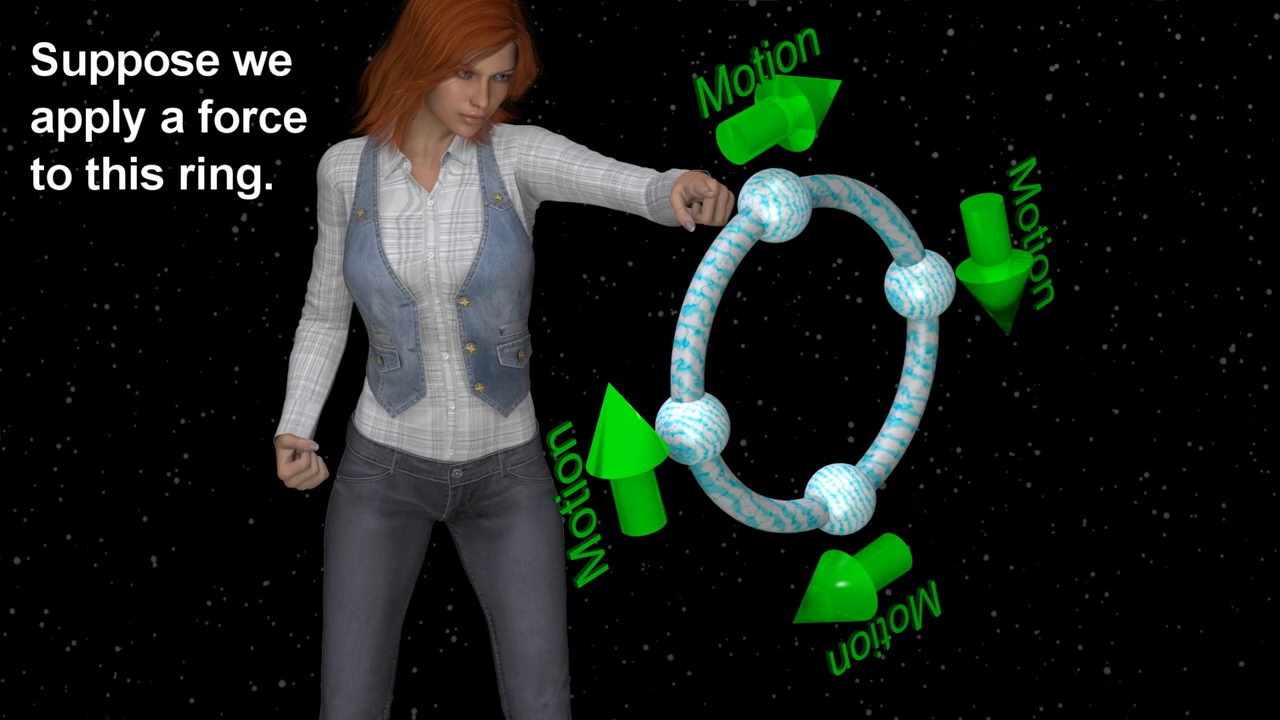 Suppose we
apply a force
to this ring.
Motion
Motion
Motion
Motion